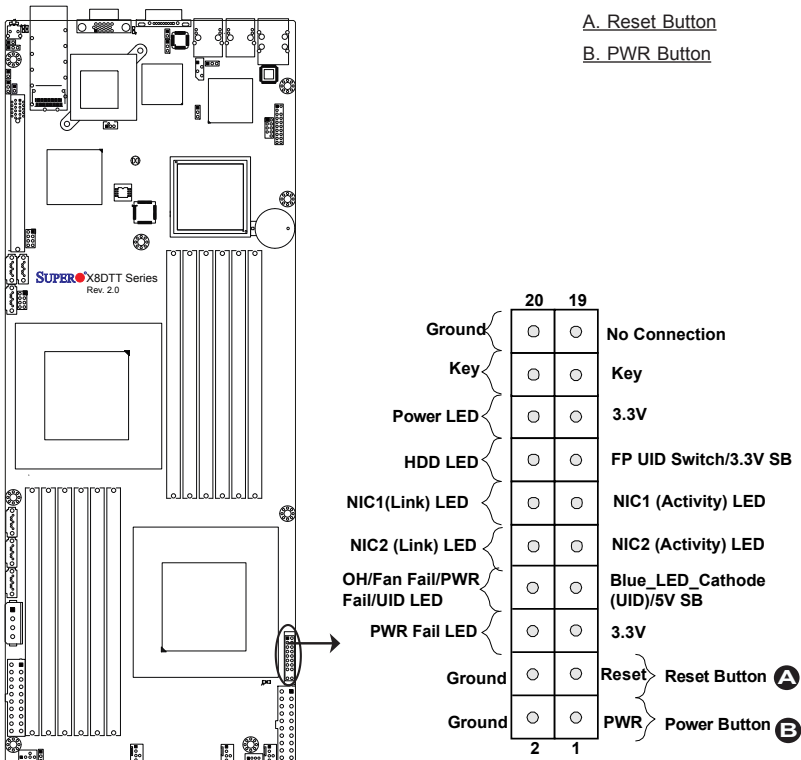 A. Reset Button
B. PWR Button
SUPER X8DTT Series
Rev. 2.0
20 19
Ground No Connection
Key Key
Power LED 3.3V
HDD LED FP UID Switch/3.3V SB
NIC1(Link) LED NIC1 (Activity) LED
NIC2 (Link) LED NIC2 (Activity) LED
OH/Fan Fail/PWR Blue_LED_Cathode
Fail/UID LED (UID)/5V SB
PWR Fail LED 3.3V
Ground Reset Reset Button A
Ground PWR Power Button B
2 1